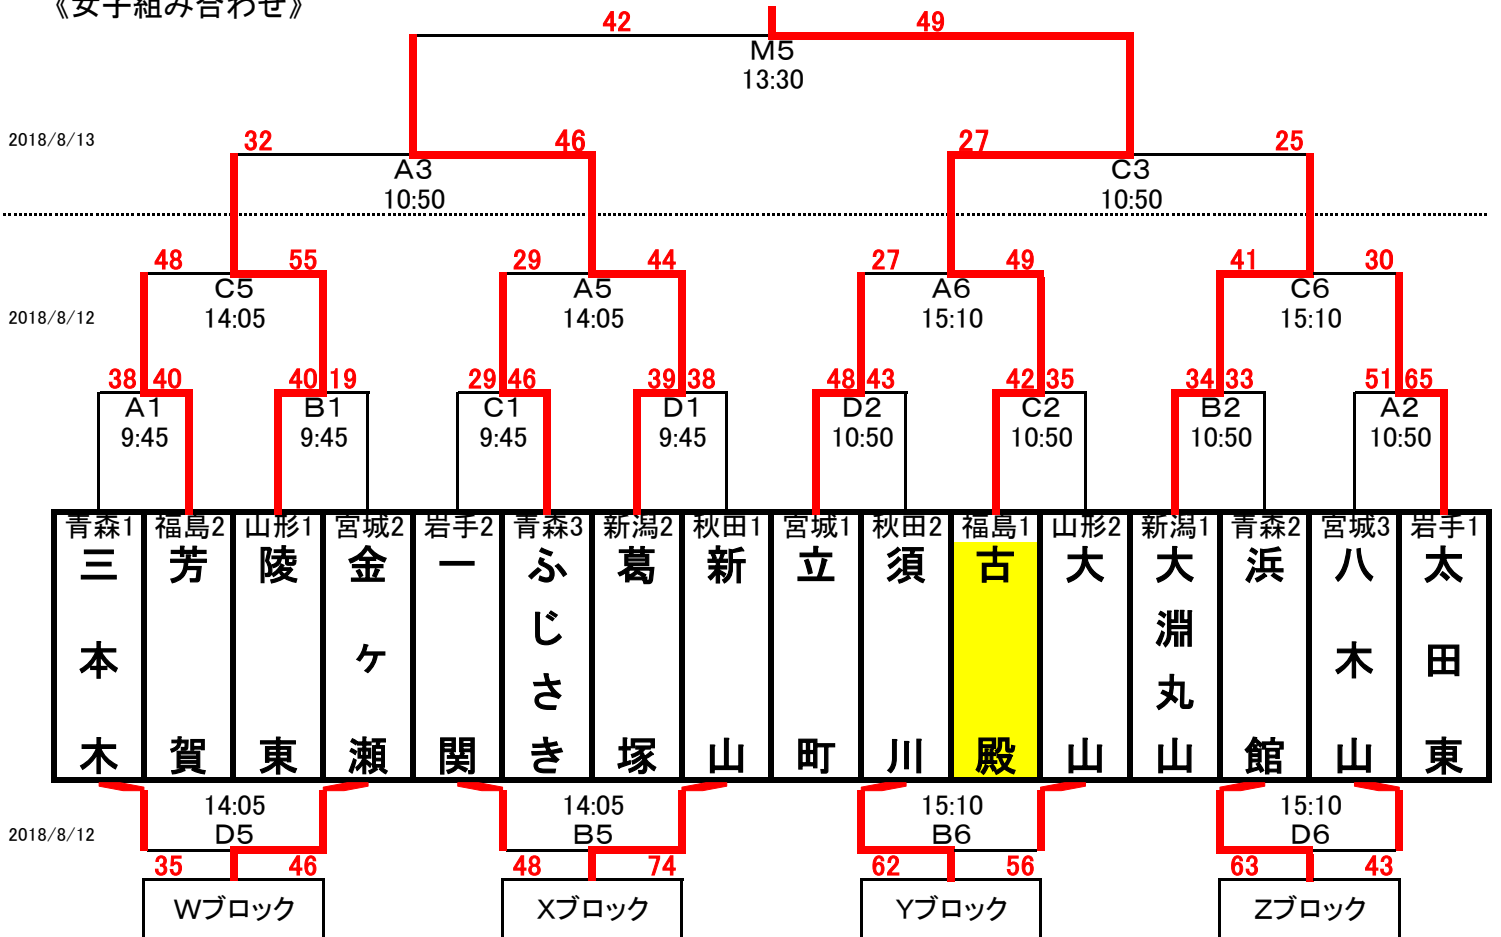 《女子組み合わせ》
42 49
M5
13:30
2018/8/13
32 46 27 25
A3 C3
10:50 10:50
48 55 29 44 27 49 41 30
C5 A5 A6 C6
2018/8/12
14:05 14:05 15:10 15:10
38 40 40 19 29 46 39 38 48 43 42 35 34 33 51 65
A1 B1 C1 D1 D2 C2 B2 A2
9:45 9:45 9:45 9:45 10:50 10:50 10:50 10:50
青森1 福島2 山形1 宮城2 岩手2 青森3 新潟2 秋田1 宮城1 秋田2 福島1 山形2 新潟1 青森2 宮城3 岩手1
三本木
芳賀
陵東
金ヶ瀬
一関
ふじさき
葛塚
新山
立町
須川
古殿
大山
大淵丸山
浜館
八木山
太田東
14:05 14:05 15:10 15:10
2018/8/12
D5 B5 B6 D6
35 46 48 74 62 56 63 43
Wブロック Xブロック Yブロック Zブロック